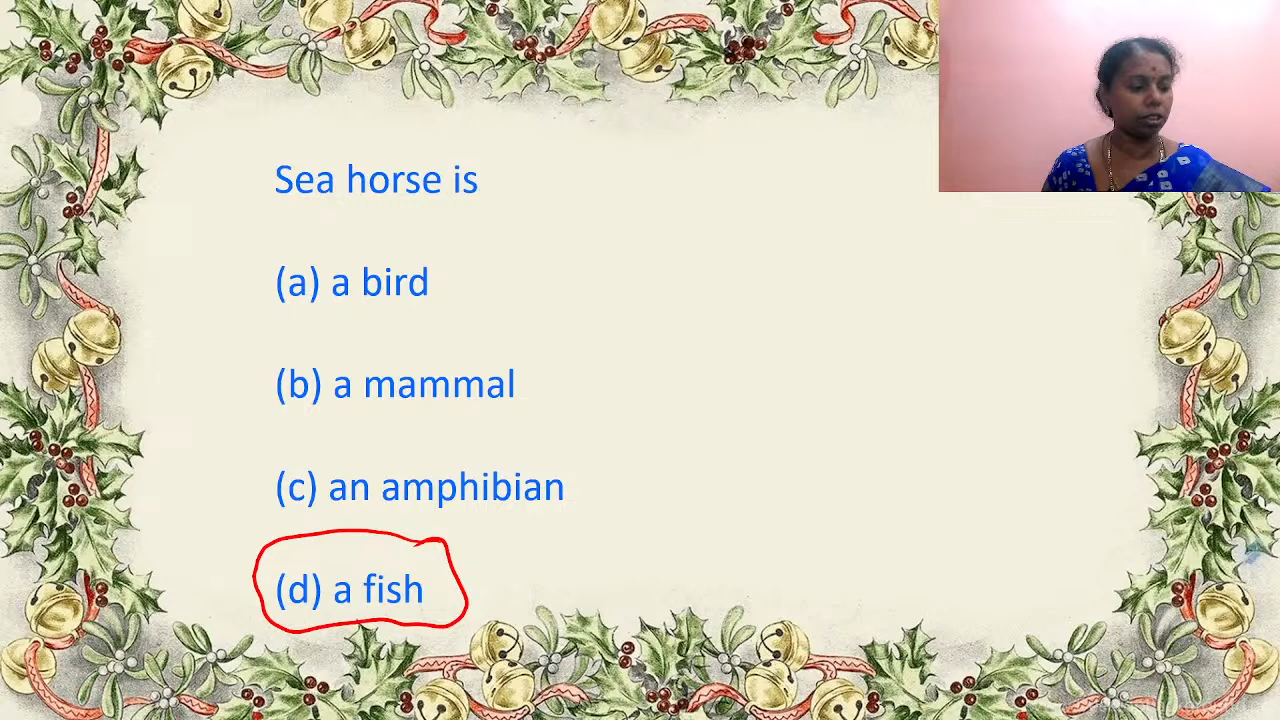 Sea horse is
(a) a bird
(b) a mammal
(c) an amphibian
(d) a fish